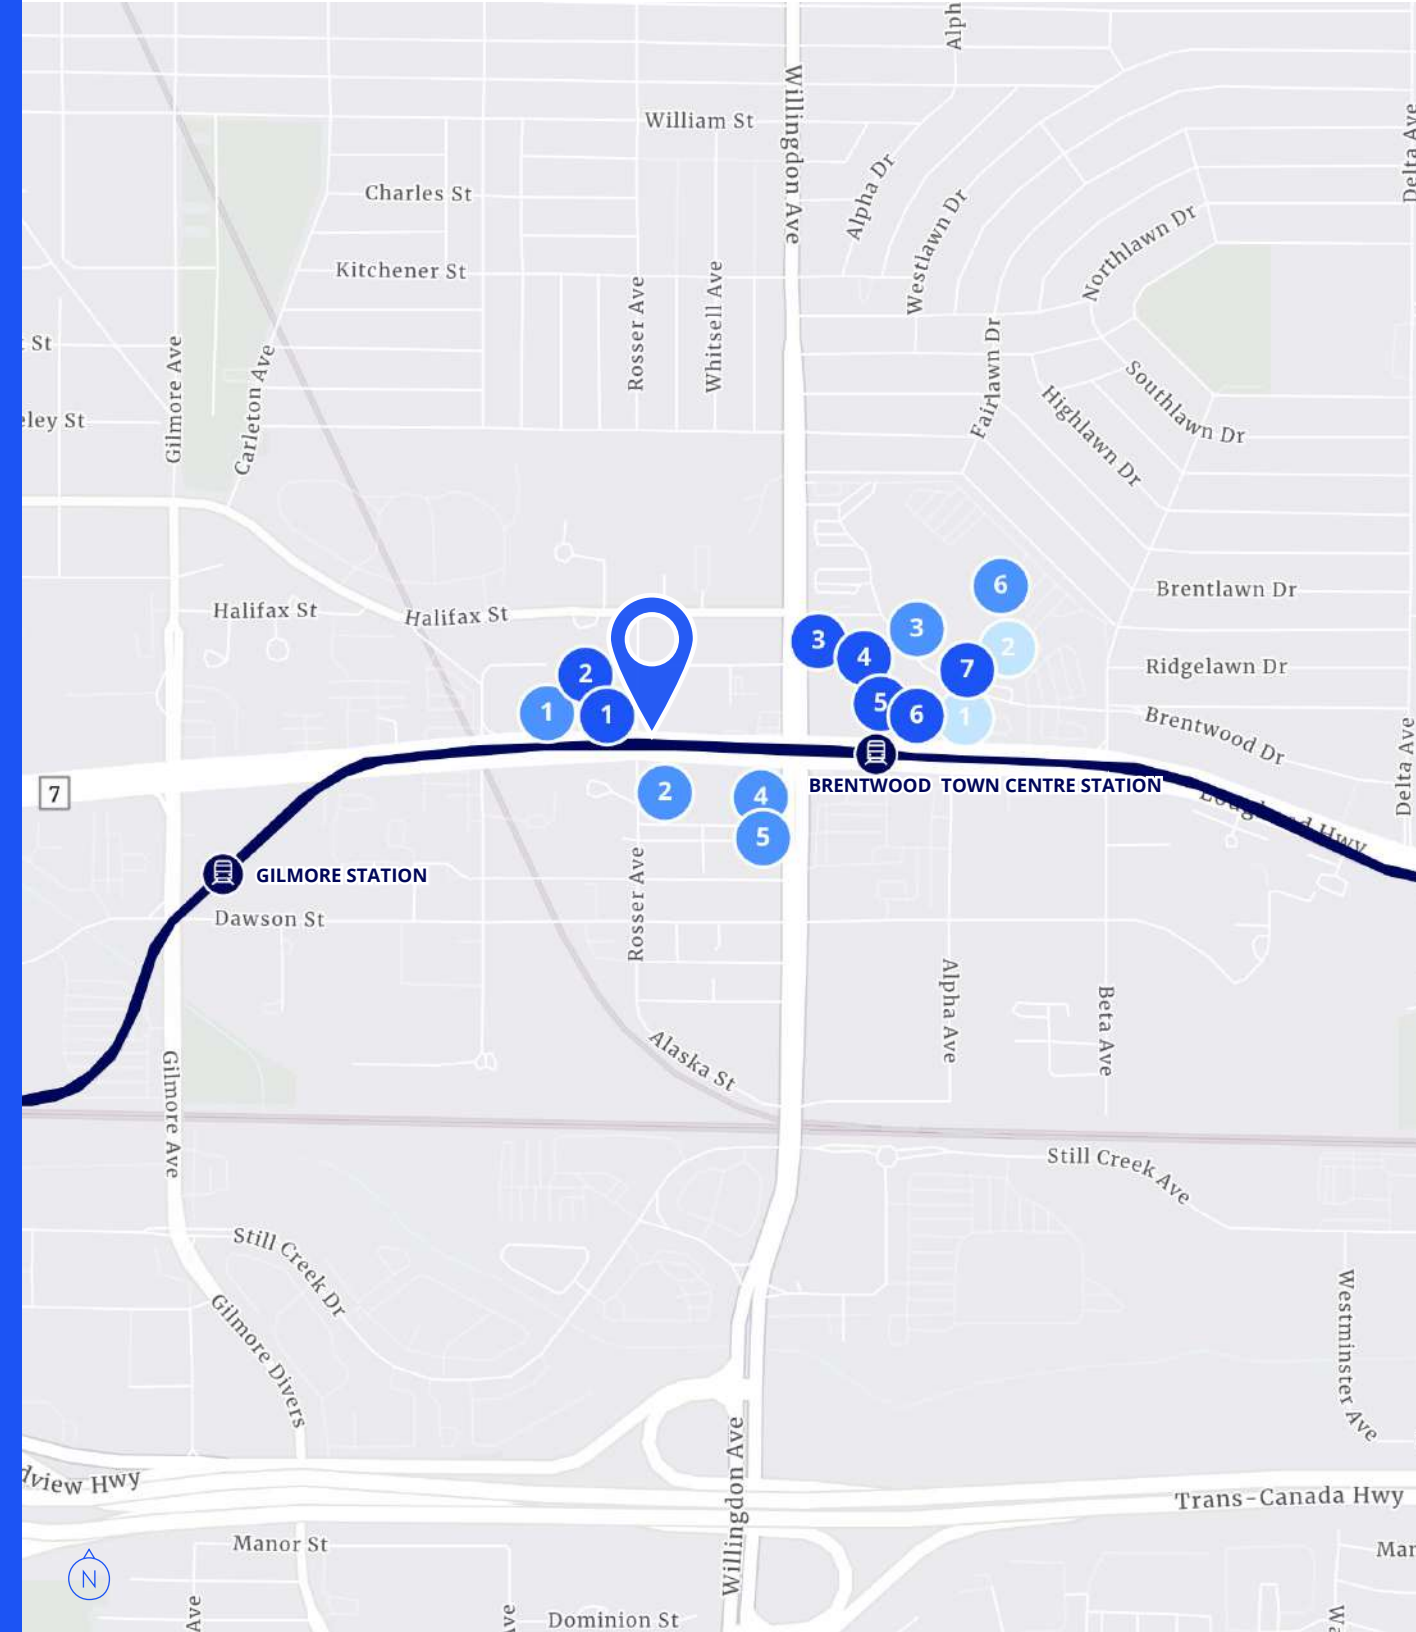 Alph
Willingdon Ave
William St
Delta Ave
Charles St
Alpha Dr
Westlawn Dr
Northlawn Dr
Kitchener St
Rosser Ave
Whitsell Ave
St
Gilmore Ave
Carleton Ave
Fairlawn Dr
Southlawn Dr
Highlawn Dr
eley St
6
Brentlawn Dr
Halifax St
Halifax St
3
3
4
2
Ridgelawn Dr
7
2
5
6
1
1
1
Brentwood Dr
Delta Ave
7
2
4
BRENTWOOD TOWN CENTRE STATION
5
Hwy
GILMORE STATION
Rosser Ave
Dawson St
Alpha Ave
Beta Ave
Alaska St
Gilmore Ave
Still Creek Ave
Still Creek Dr
Gilmore Divers
Westminster Ave
Willingdon Ave
dview Hwy
Trans-Canada Hwy
Manor St
Mar
N
Ave
ve
Dominion St